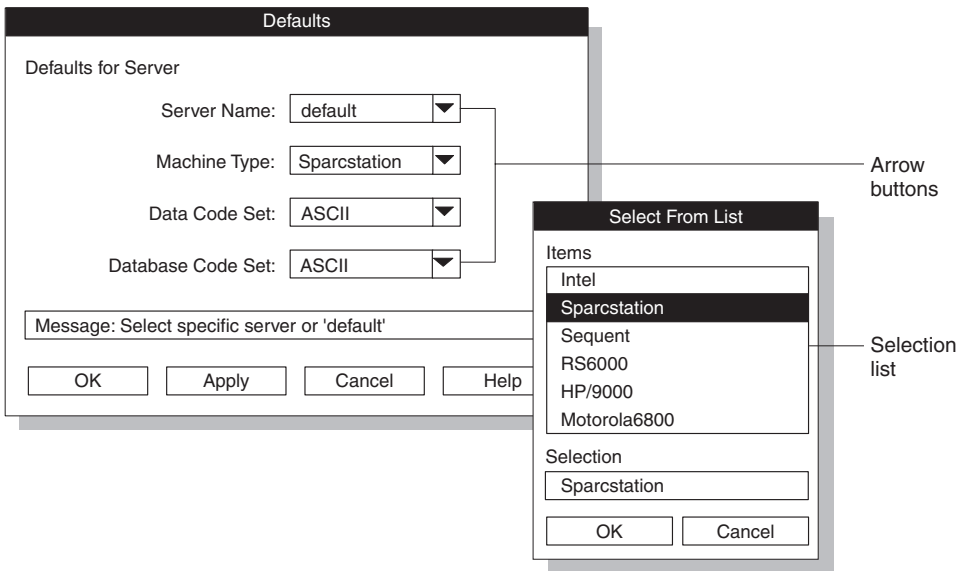 Defaults
Defaults for Server
Server Name: default
Machine Type: Sparcstation
Data Code Set: ASCII
Database Code Set: ASCII
Message: Select specific server or 'default'
OK Apply Cancel Help
Arrow
buttons
Select From List
Items
Intel
Sparcstation
Sequent
RS6000
HP/9000
Motorola6800
Selection
Sparcstation
OK Cancel
Selection
list